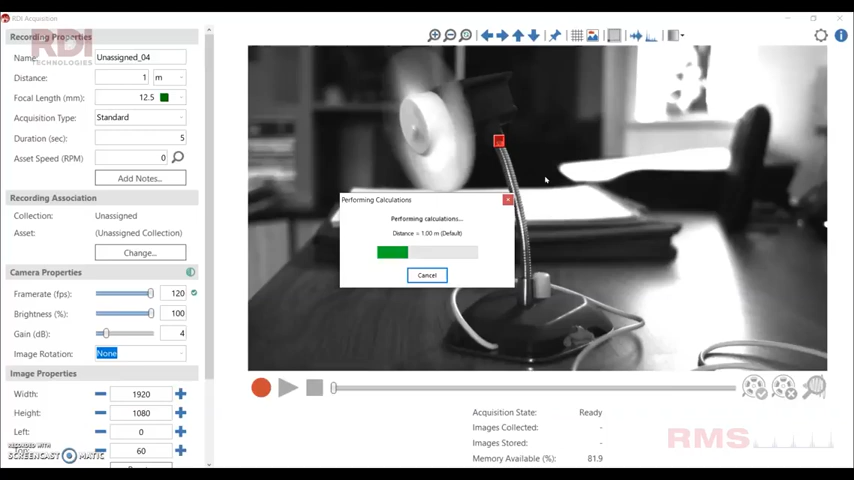 RDI Acquisition
Recording Properties
RDI
TECHNOLOGIES
Name: Unassigned_04
Distance: 1 m
Focal Length (mm): 12.5
Acquisition Type: Standard
Duration (sec): 5
Asset Speed (RPM) 0
Add Notes...
Recording Association
Collection: Unassigned
Asset: (Unassigned Collection)
Change...
Camera Properties
Framerate (fps): 120
Brightness (%): 100
Gain (dB): 4
Image Rotation: None
Image Properties
Width: 1920
Height: 1080
Left: 0
60
RECORDED WITH
SCREENCAST MATIC
Performing Calculations
Performing calculations...
Distance = 1.00 m (Default)
Cancel
Acquisition State: Ready
Images Collected: -
Images Stored: -
Memory Available (%): 81.9
RMS